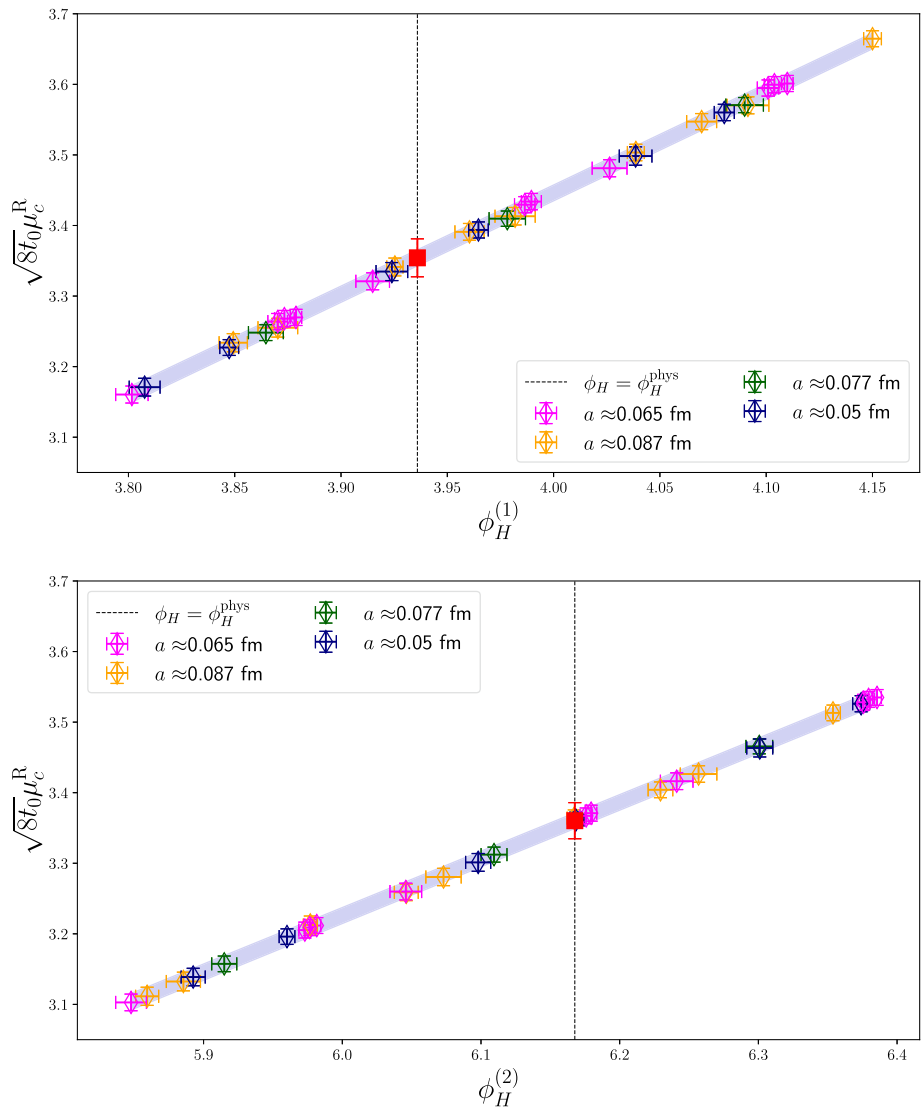 3.7
3.6
3.5
3.4
3.3
3.2
3.1
√8t₀μ_c^R
ϕ_H = ϕ_H^phys
a ≈0.065 fm
a ≈0.087 fm
a ≈0.077 fm
a ≈0.05 fm
3.80 3.85 3.90 3.95 4.00 4.05 4.10 4.15
ϕ_H^(1)
3.7
3.6
3.5
3.4
3.3
3.2
3.1
√8t₀μ_c^R
ϕ_H = ϕ_H^phys
a ≈0.065 fm
a ≈0.087 fm
a ≈0.077 fm
a ≈0.05 fm
5.9 6.0 6.1 6.2 6.3 6.4
ϕ_H^(2)